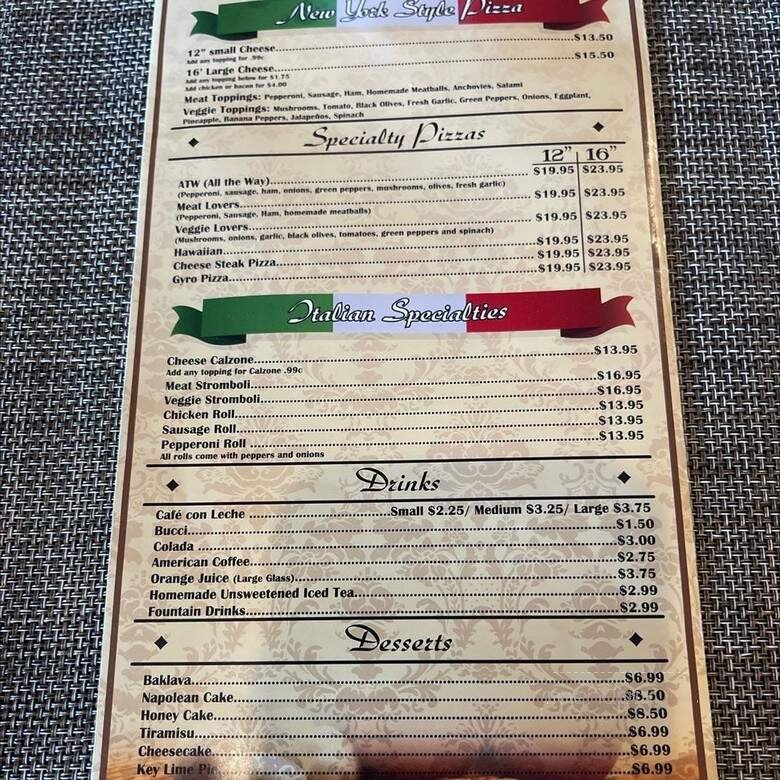 New York Style Pizza
12" small Cheese.....$13.50
Add any topping for .99c
16' Large Cheese.....$15.50
Add any topping below for $1.75
Add chicken or bacon for $4.00
Meat Toppings: Pepperoni, Sausage, Ham, Homemade Meatballs, Anchovies, Salami
Veggie Toppings: Mushrooms, Tomato, Black Olives, Fresh Garlic, Green Peppers, Onions, Eggplant,
Pineapple, Banana Peppers, Jalapeños, Spinach
Specialty Pizzas
12" 16"
ATW (All the Way).....$19.95 $23.95
(Pepperoni, sausage, ham, onions, green peppers, mushrooms, olives, fresh garlic)
Meat Lovers.....$19.95 $23.95
(Pepperoni, Sausage, Ham, homemade meatballs)
Veggie Lovers.....$19.95 $23.95
(Mushrooms, onions, garlic, black olives, tomatoes, green peppers and spinach)
Hawaiian.....$19.95 $23.95
Cheese Steak Pizza.....$19.95 $23.95
Gyro Pizza.....$19.95 $23.95
Italian Specialties
Cheese Calzone.....$13.95
Add any topping for Calzone .99c
Meat Stromboli.....$16.95
Veggie Stromboli.....$16.95
Chicken Roll.....$13.95
Sausage Roll.....$13.95
Pepperoni Roll.....$13.95
All rolls come with peppers and onions
Drinks
Café con Leche.....Small $2.25/ Medium $3.25/ Large $3.75
Bucci.....$1.50
Colada.....$3.00
American Coffee.....$2.75
Orange Juice (Large Glass).....$3.75
Homemade Unsweetened Iced Tea.....$2.99
Fountain Drinks.....$2.99
Desserts
Baklava.....$6.99
Napolean Cake.....$8.50
Honey Cake.....$8.50
Tiramisu.....$6.99
Cheesecake.....$6.99
Key Lime Pie.....$6.99